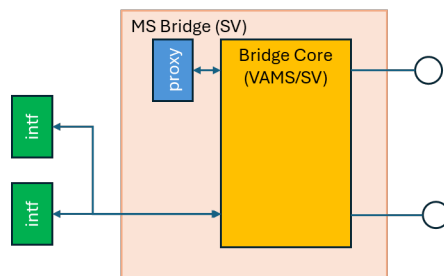 MS Bridge (SV)
proxy
Bridge Core
(VAMS/SV)
intf
intf